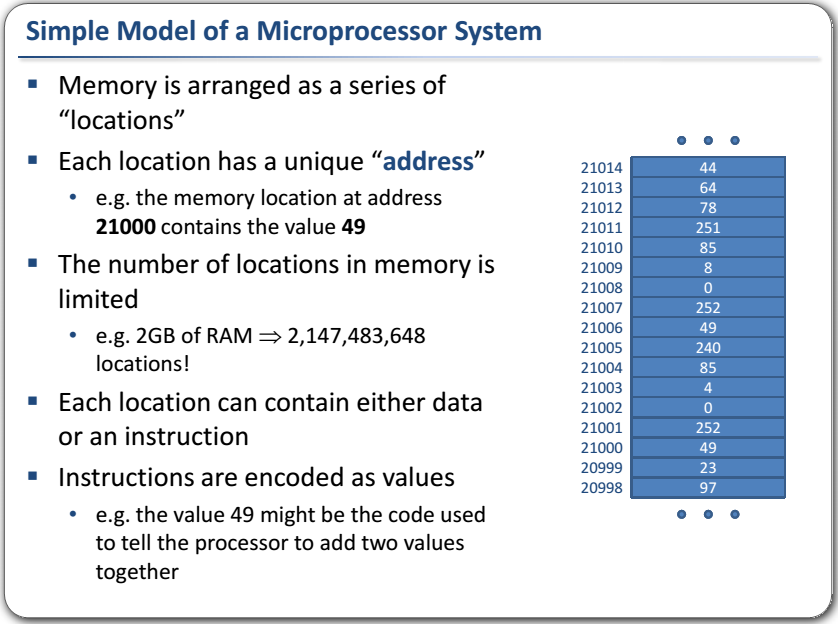 Simple Model of a Microprocessor System
▪ Memory is arranged as a series of
“locations”
▪ Each location has a unique “address”
• e.g. the memory location at address
21000 contains the value 49
▪ The number of locations in memory is
limited
• e.g. 2GB of RAM ⇒ 2,147,483,648
locations!
▪ Each location can contain either data
or an instruction
▪ Instructions are encoded as values
• e.g. the value 49 might be the code used
to tell the processor to add two values
together
• • •
21014 44
21013 64
21012 78
21011 251
21010 85
21009 8
21008 0
21007 252
21006 49
21005 240
21004 85
21003 4
21002 0
21001 252
21000 49
20999 23
20998 97
• • •